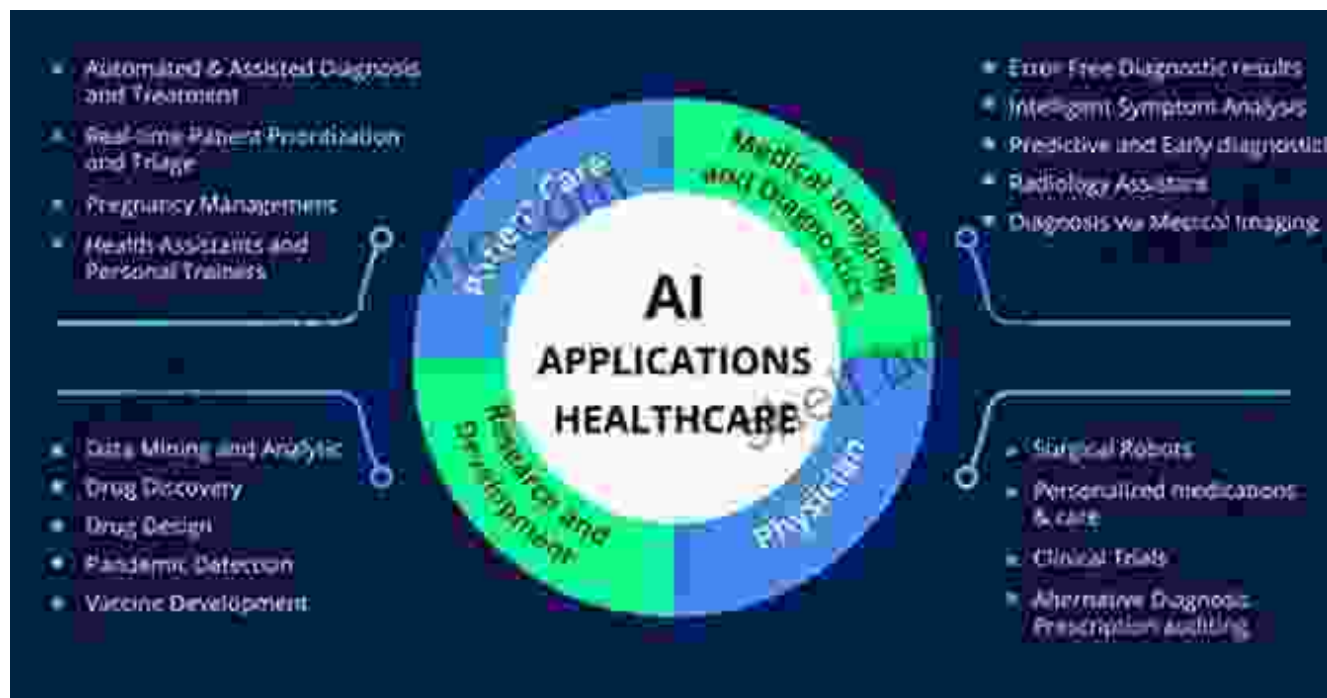 Automated & Assisted Diagnosis
and Treatment
Real-time Patient Prioritization
and Triage
Pregnancy Management
Health Assistants and
Personal Trainers
Error Free Diagnostic results
Intelligent Symptom Analysis
Predictive and Early diagnostic
Radiology Assistant
Diagnosis via Medical Imaging
Patient Care
Medical Imaging
and Diagnostics
AI
APPLICATIONS
HEALTHCARE
Research and
Development
Physician
Data Mining and Analytic
Drug Discovery
Drug Design
Pandemic Detection
Vaccine Development
Surgical Robots
Personalized medications
& care
Clinical Trials
Alternative Diagnosis
Prescription auditing